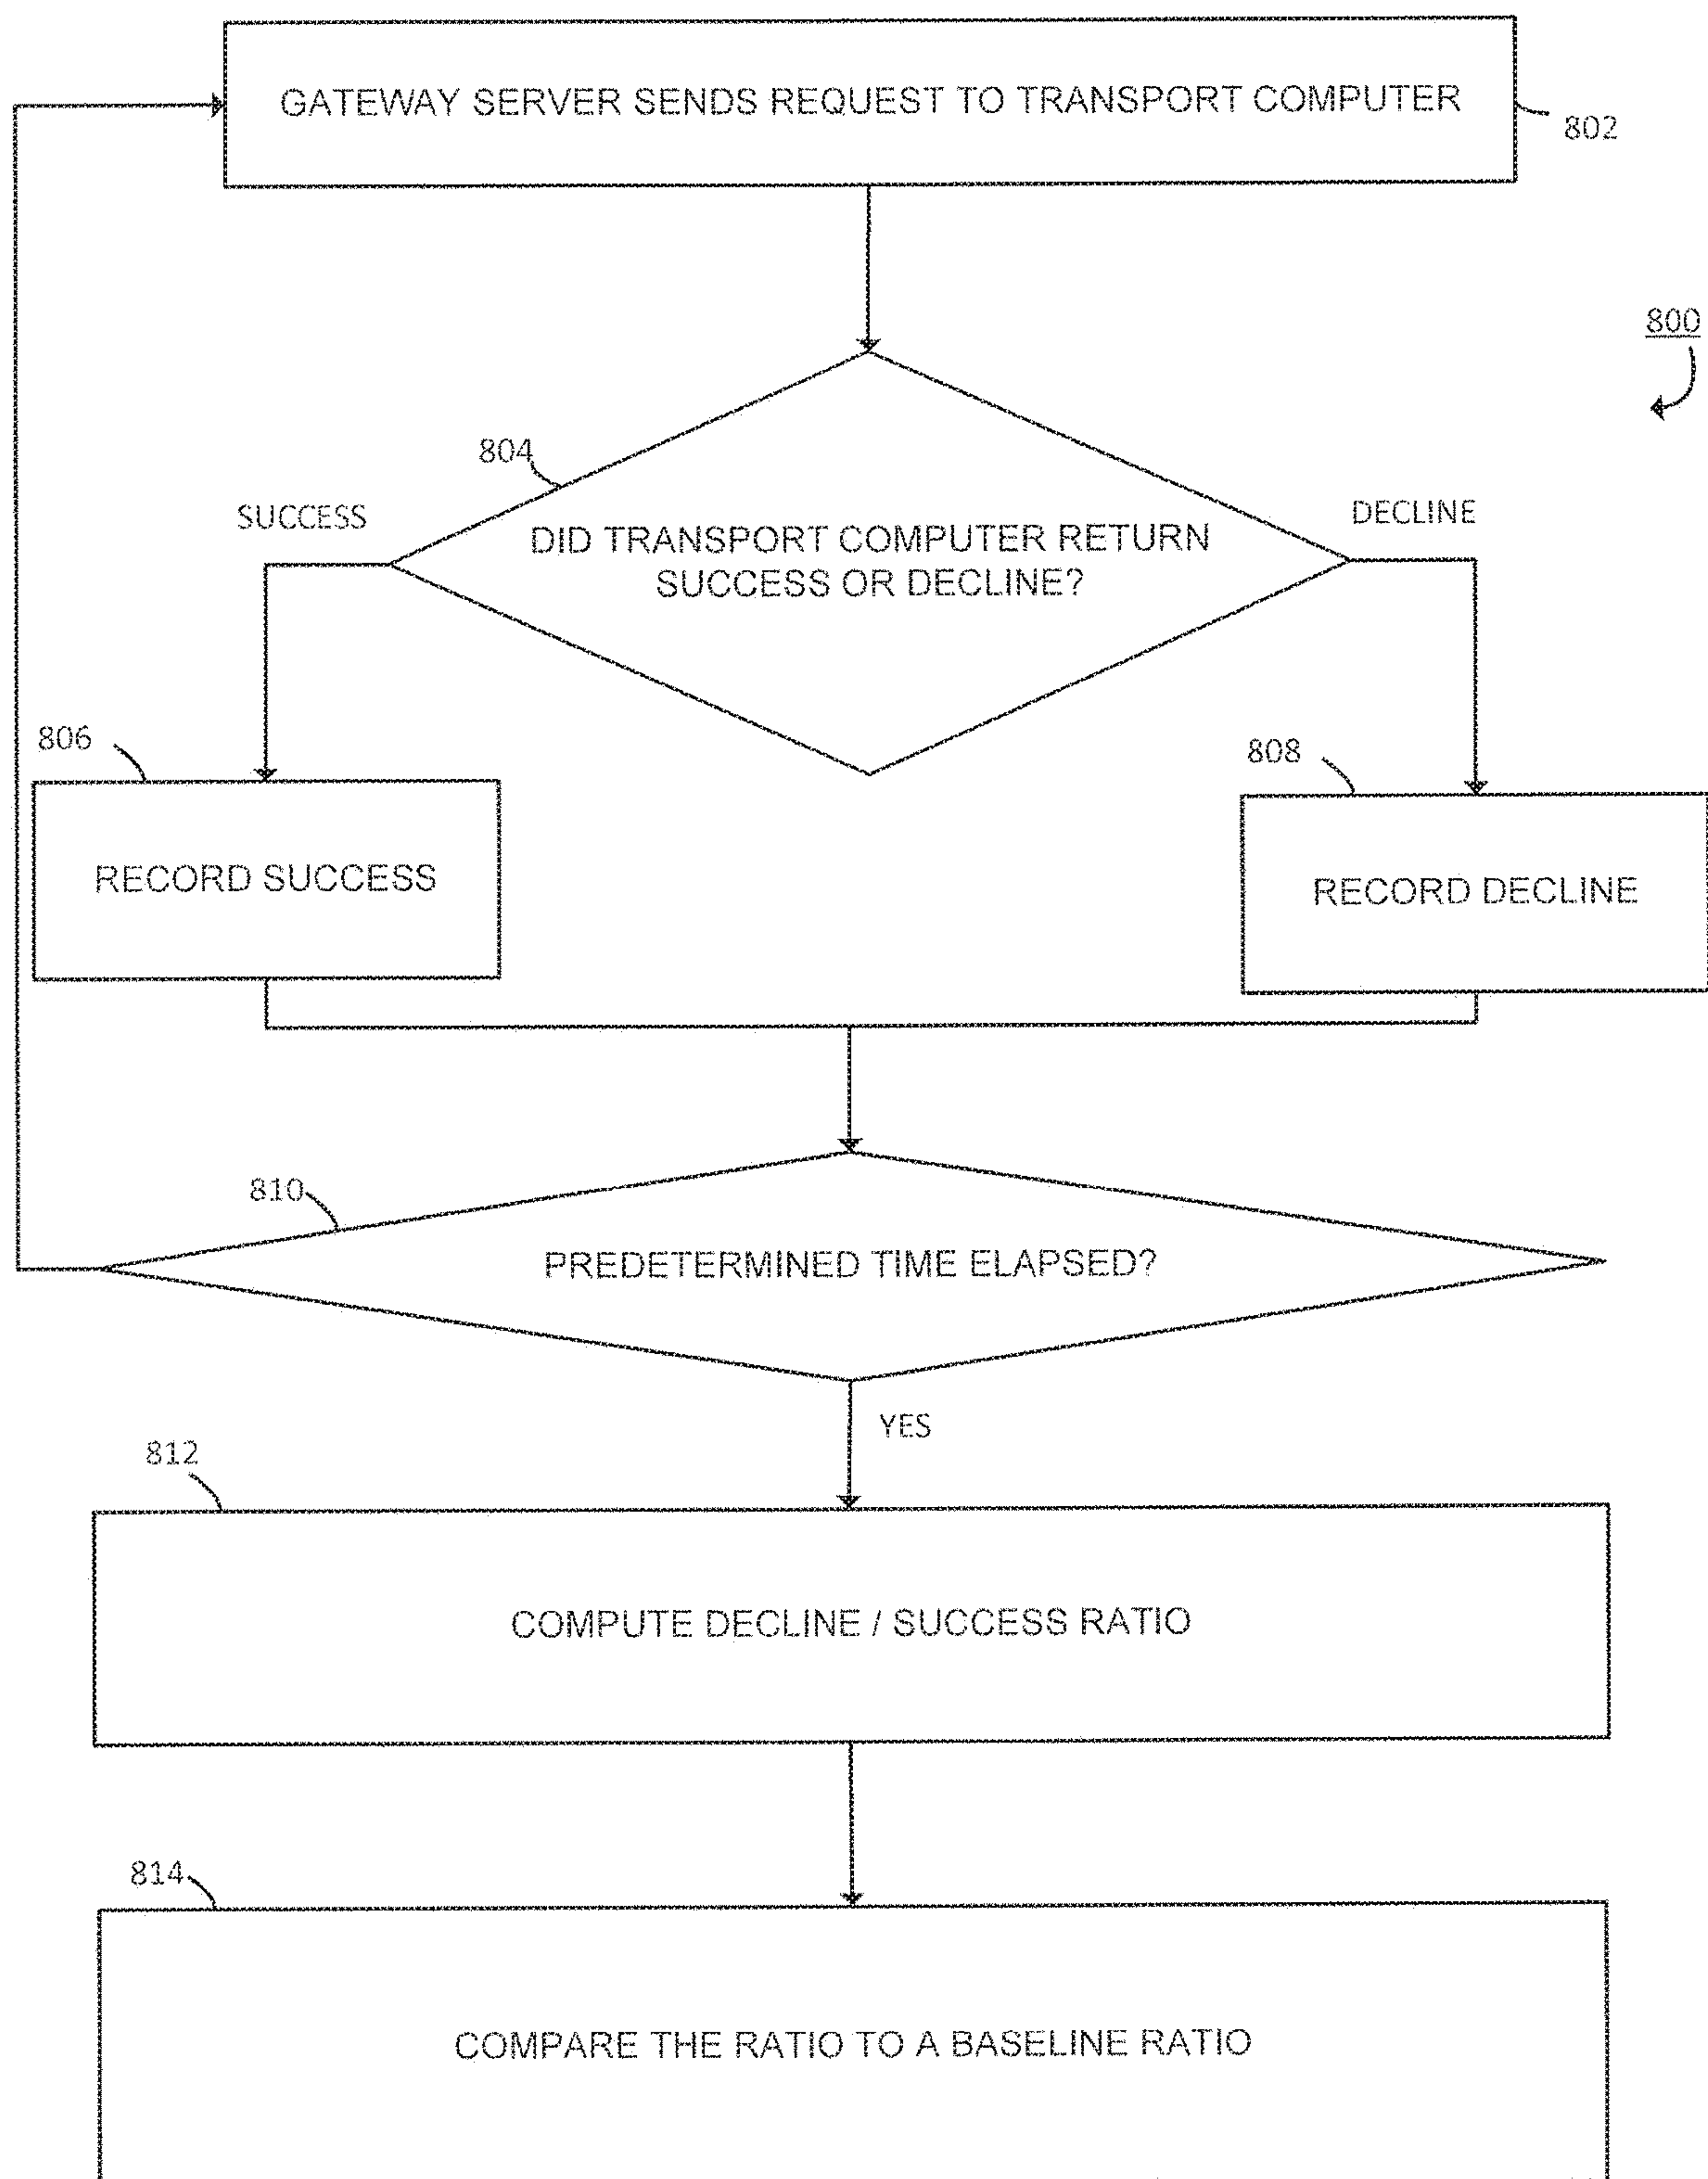 GATEWAY SERVER SENDS REQUEST TO TRANSPORT COMPUTER
802
800
804
SUCCESS
DECLINE
DID TRANSPORT COMPUTER RETURN
SUCCESS OR DECLINE?
806
808
RECORD SUCCESS
RECORD DECLINE
810
PREDETERMINED TIME ELAPSED?
YES
812
COMPUTE DECLINE / SUCCESS RATIO
814
COMPARE THE RATIO TO A BASELINE RATIO